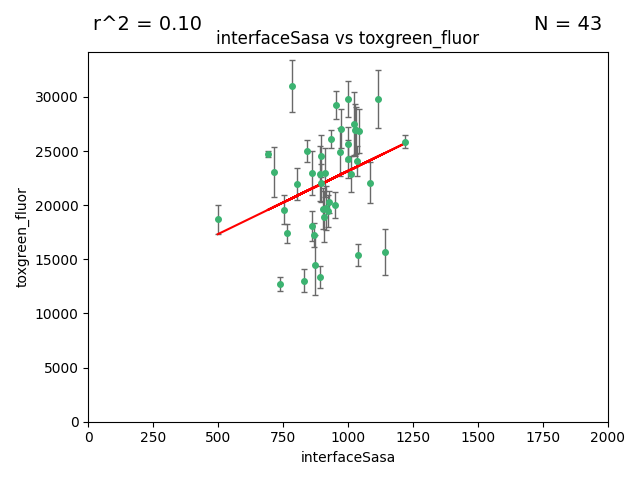 r^2 = 0.10
N = 43
interfaceSasa vs toxgreen_fluor
30000
25000
20000
15000
10000
5000
0
toxgreen_fluor
0 250 500 750 1000 1250 1500 1750 2000
interfaceSasa